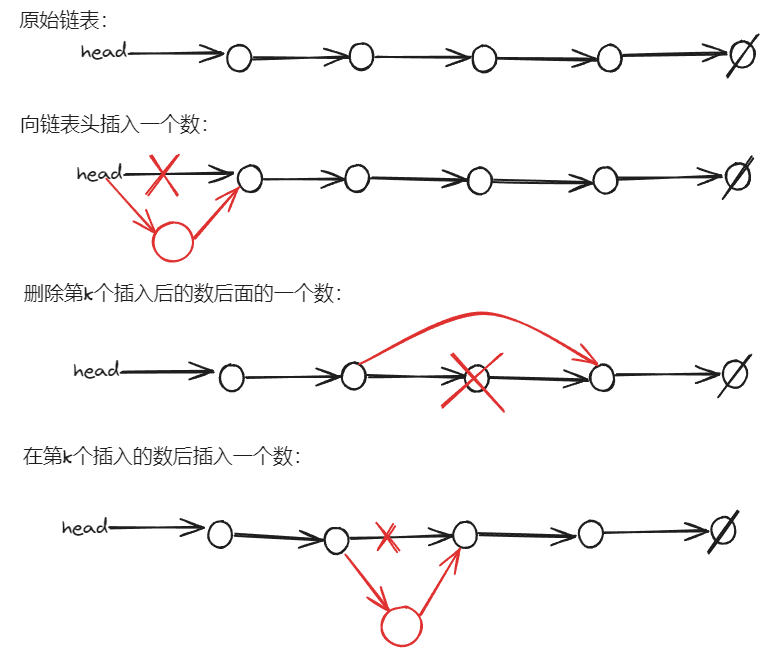 原始链表：
head
向链表头插入一个数：
head
删除第k个插入后的数后面的一个数：
head
在第k个插入的数后插入一个数：
head